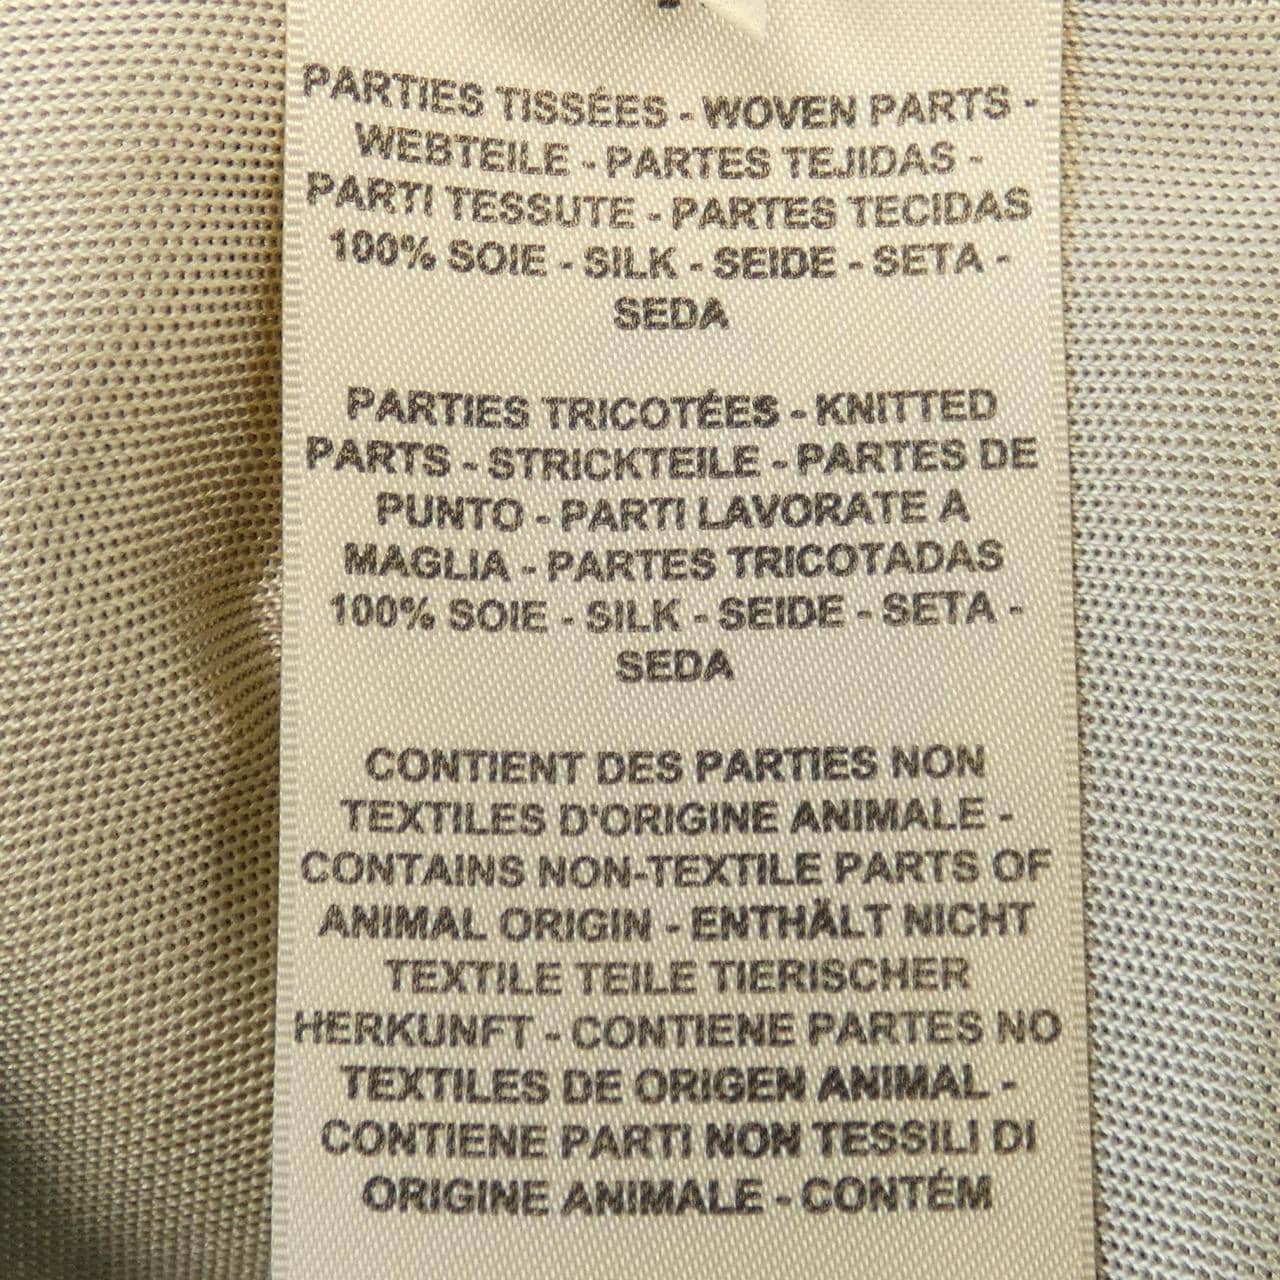 PARTIES TISSÉES - WOVEN PARTS -
WEBTEILE - PARTES TEJIDAS -
PARTI TESSUTE - PARTES TECIDAS
100% SOIE - SILK - SEIDE - SETA -
SEDA
PARTIES TRICOTÉES - KNITTED
PARTS - STRICKTEILE - PARTES DE
PUNTO - PARTI LAVORATE A
MAGLIA - PARTES TRICOTADAS
100% SOIE - SILK - SEIDE - SETA -
SEDA
CONTIENT DES PARTIES NON
TEXTILES D'ORIGINE ANIMALE -
CONTAINS NON-TEXTILE PARTS OF
ANIMAL ORIGIN - ENTHÄLT NICHT
TEXTILE TEILE TIERISCHER
HERKUNFT - CONTIENE PARTES NO
TEXTILES DE ORIGEN ANIMAL -
CONTIENE PARTI NON TESSILI DI
ORIGINE ANIMALE - CONTÉM